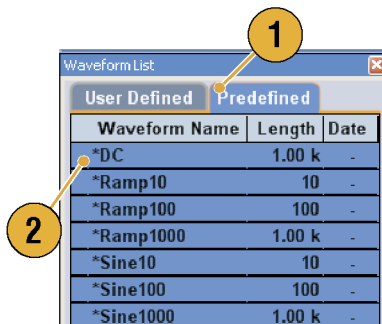 1
Waveform List
User Defined Predefined
Waveform Name Length Date
*DC 1.00 k -
*Ramp10 10 -
*Ramp100 100 -
*Ramp1000 1.00 k -
*Sine10 10 -
*Sine100 100 -
*Sine1000 1.00 k -
2